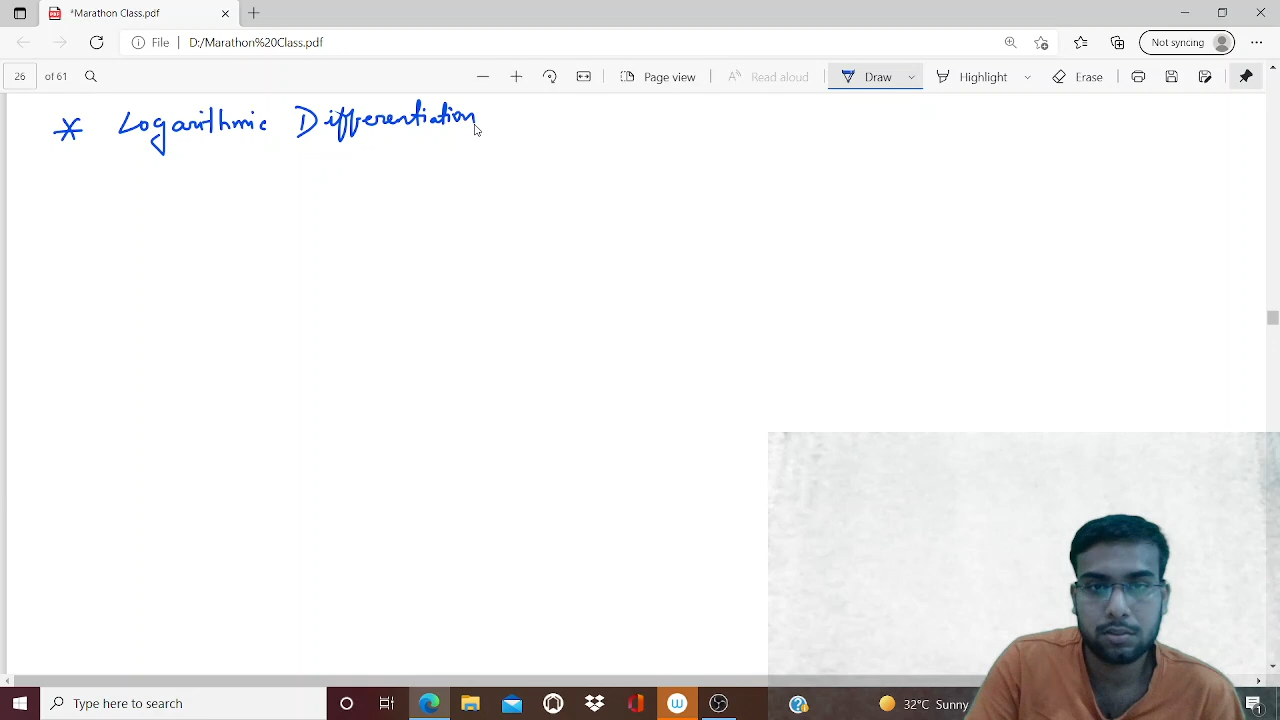 *Marathon Class.pdf
File D:/Marathon%20Class.pdf
Not syncing
26 of 61
Page view
Read aloud
Draw
Highlight
Erase
* Logarithmic Differentiation
Type here to search
32°C Sunny